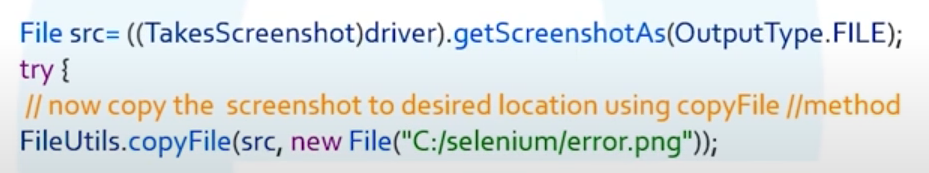 File src= ((TakesScreenshot)driver).getScreenshotAs(OutputType.FILE);
try {
// now copy the screenshot to desired location using copyFile //method
FileUtils.copyFile(src, new File("C:/selenium/error.png"));